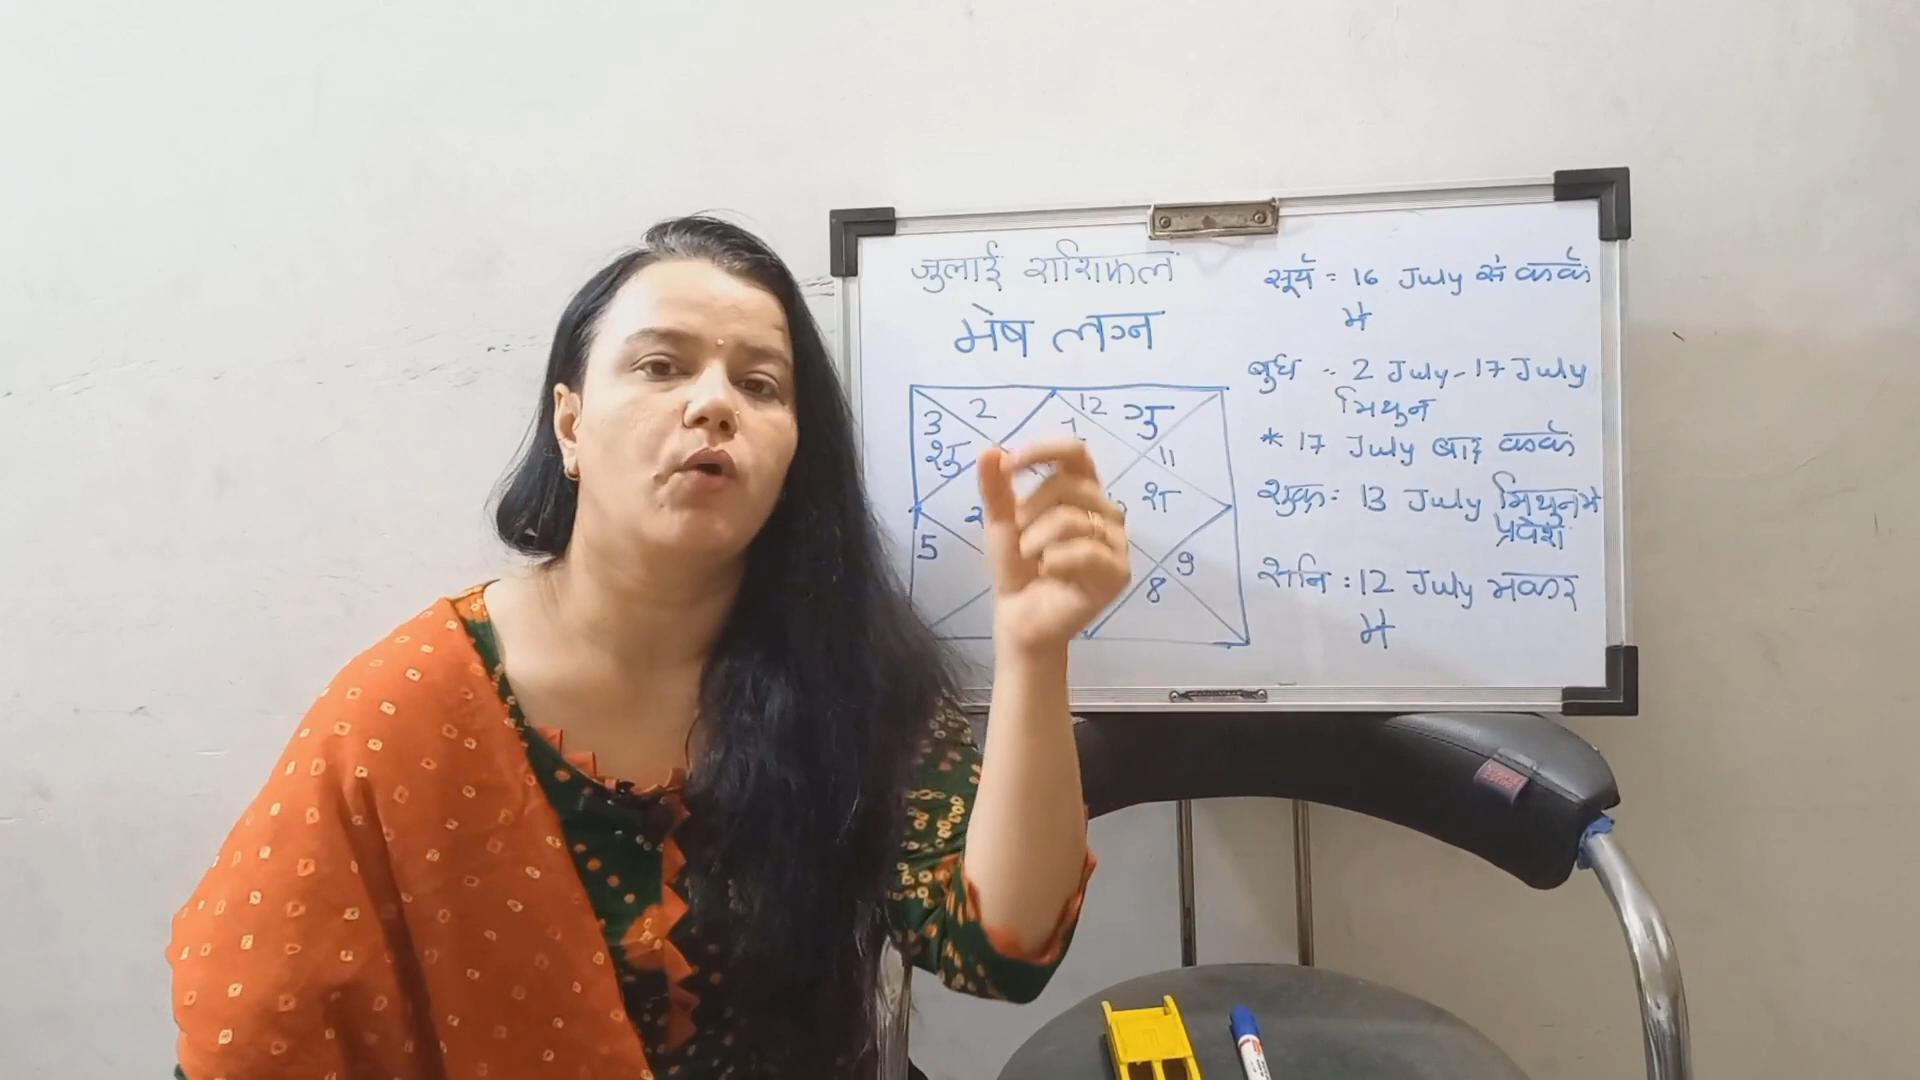 जुलाई राशिफल
मेष लग्न
3
2
12
गु
शु
1
11
श
5
9
8
सूर्य = 16 July से कर्क
में
बुध - 2 July - 17 July
मिथुन
* 17 July बाद कर्क
शुक्र : 13 July मिथुन में
प्रवेश
शनि : 12 July मकर
में